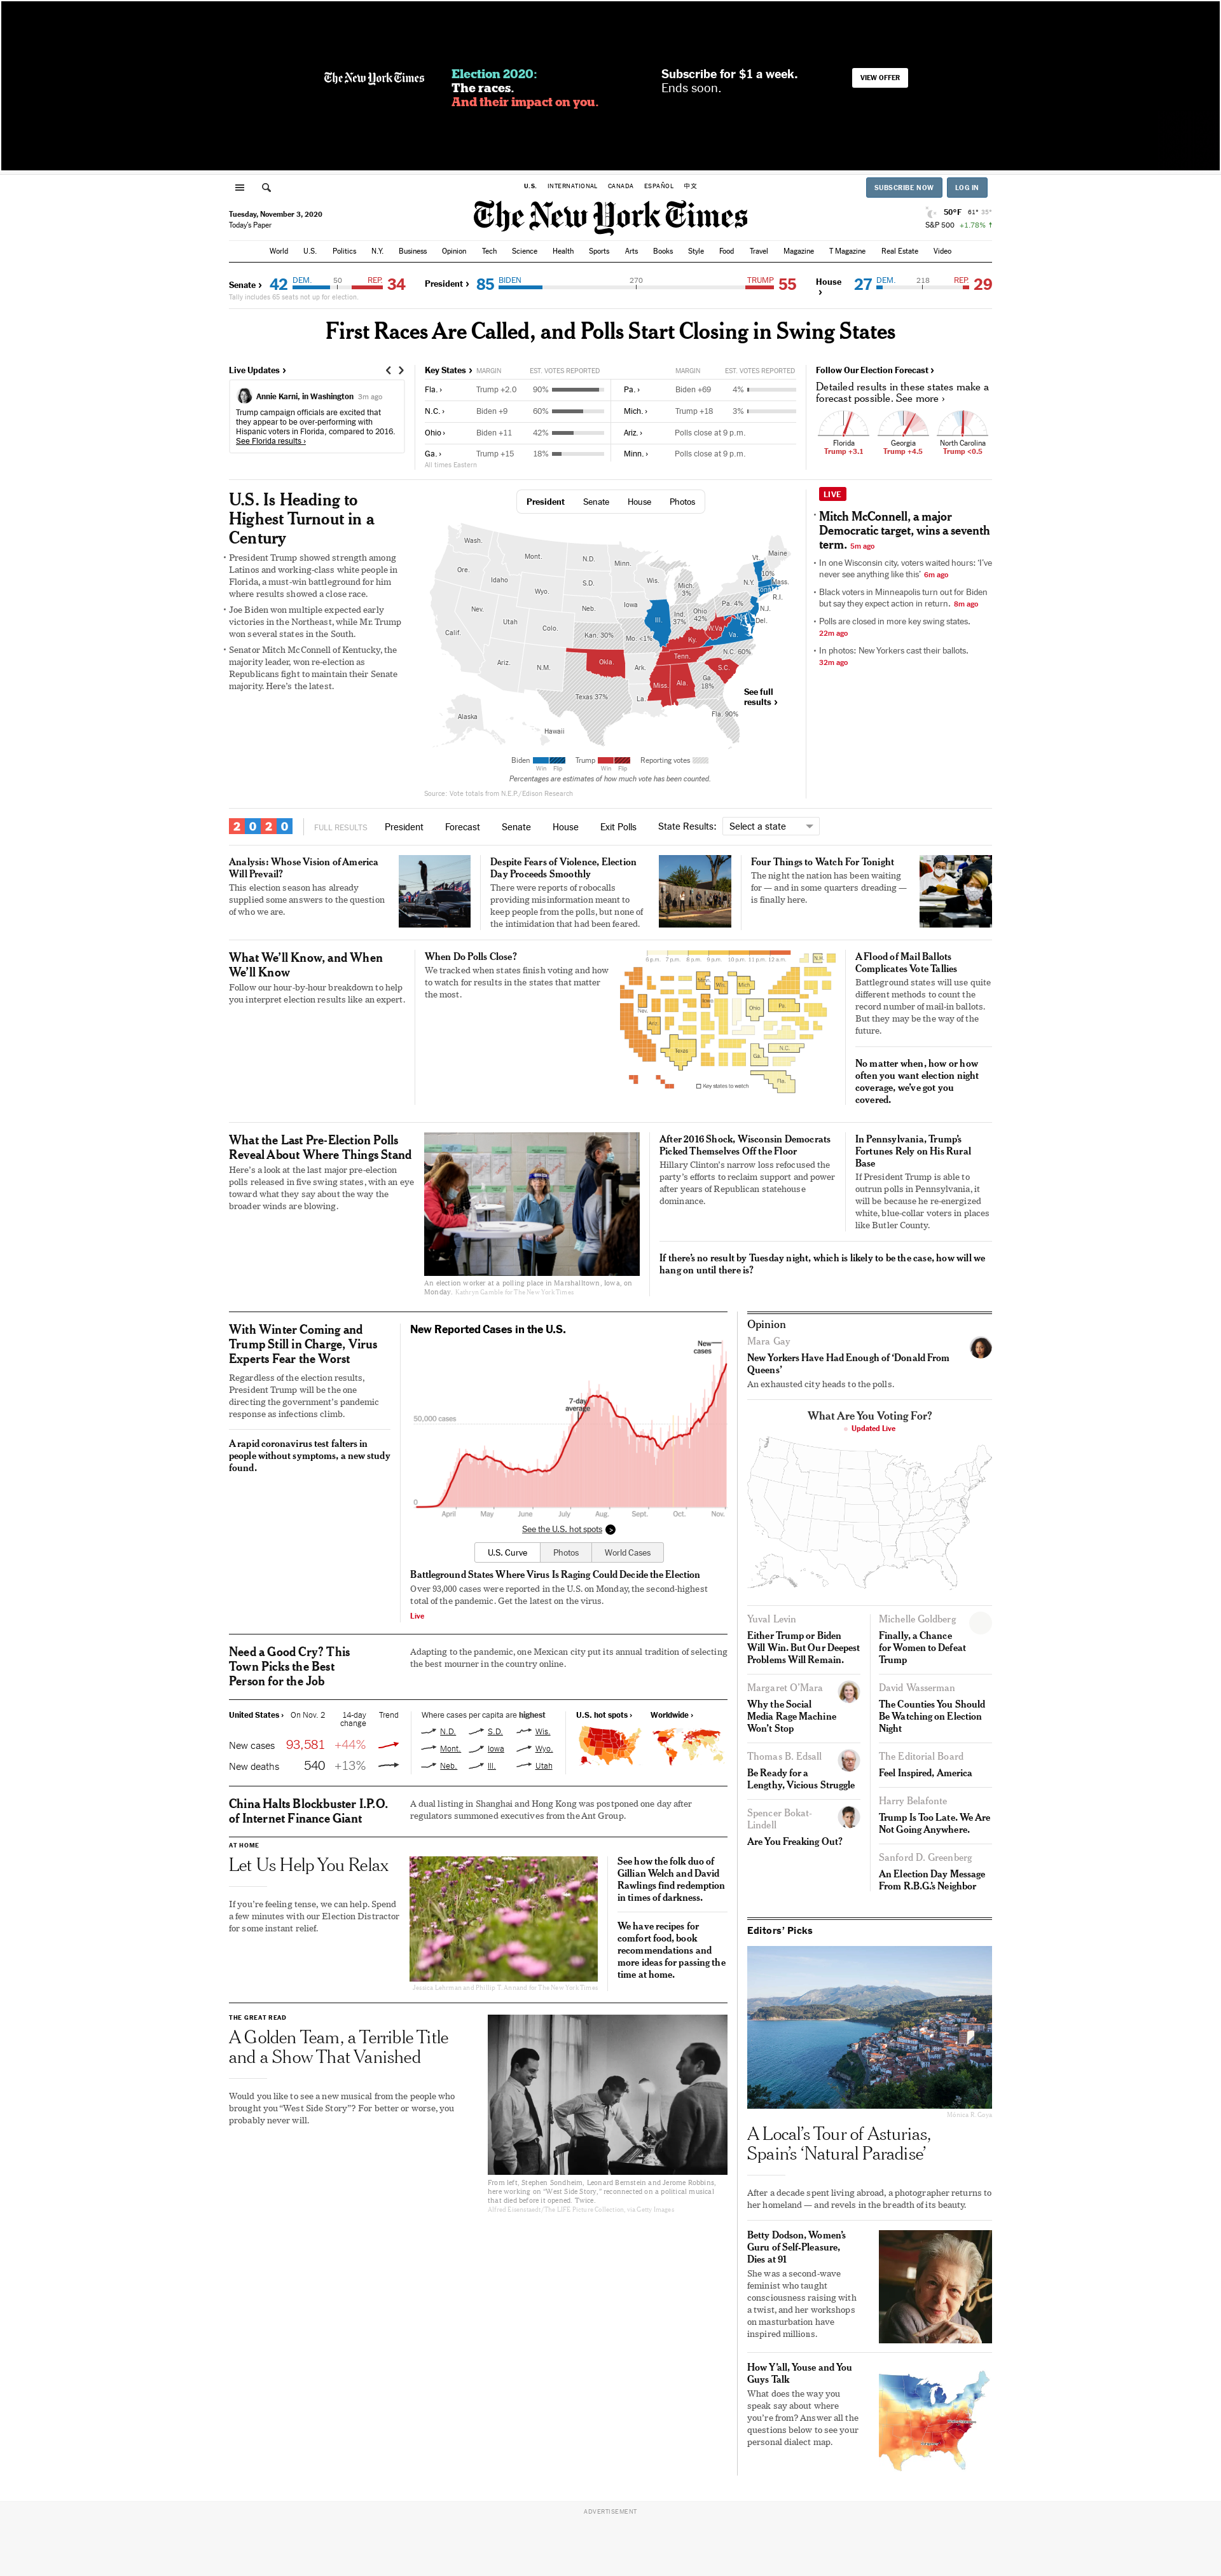 The New York Times
Election 2020:
The races.
And their impact on you.
Subscribe for $1 a week.
Ends soon.
VIEW OFFER
U.S. INTERNATIONAL CANADA ESPAÑOL 中文
SUBSCRIBE NOW LOG IN
Tuesday, November 3, 2020
Today's Paper
The New York Times
50°F 61° 35°
S&P 500 +1.78% ↑
World U.S. Politics N.Y. Business Opinion Tech Science Health Sports Arts Books Style Food Travel Magazine T Magazine Real Estate Video
Senate › 42 DEM. 50 REP. 34
Tally includes 65 seats not up for election.
President › 85 BIDEN 270 TRUMP 55
House › 27 DEM. 218 REP. 29
First Races Are Called, and Polls Start Closing in Swing States
Live Updates ›
Annie Karni, in Washington 3m ago
Trump campaign officials are excited that
they appear to be over-performing with
Hispanic voters in Florida, compared to 2016.
See Florida results ›
Key States › MARGIN EST. VOTES REPORTED
Fla. › Trump +2.0 90%
N.C. › Biden +9 60%
Ohio › Biden +11 42%
Ga. › Trump +15 18%
All times Eastern
MARGIN EST. VOTES REPORTED
Pa. › Biden +69 4%
Mich. › Trump +18 3%
Ariz. › Polls close at 9 p.m.
Minn. › Polls close at 9 p.m.
Follow Our Election Forecast ›
Detailed results in these states make a
forecast possible. See more ›
Florida Georgia North Carolina
Trump +3.1 Trump +4.5 Trump <0.5
U.S. Is Heading to
Highest Turnout in a
Century
• President Trump showed strength among
Latinos and working-class white people in
Florida, a must-win battleground for him
where results showed a close race.
• Joe Biden won multiple expected early
victories in the Northeast, while Mr. Trump
won several states in the South.
• Senator Mitch McConnell of Kentucky, the
majority leader, won re-election as
Republicans fight to maintain their Senate
majority. Here's the latest.
President Senate House Photos
Wash.
Mont.
N.D.
Minn.
Vt.
Maine
Ore.
Idaho
Wyo.
S.D.
Wis.
Mich.
3%
N.Y.
10%
Mass.
R.I.
Nev.
Utah
Colo.
Neb.
Iowa
Ill.
Ind.
37%
Ohio
42%
Pa. 4%
N.J.
Del.
Calif.
Kan. 30%
Mo. <1%
Ky.
W.Va.
Va.
Ariz.
N.M.
Okla.
Ark.
Tenn.
N.C. 60%
S.C.
Texas 37%
La.
Miss.
Ala.
Ga.
18%
Fla. 90%
Alaska
Hawaii
See full
results ›
Biden Win Flip Trump Win Flip Reporting votes
Percentages are estimates of how much vote has been counted.
Source: Vote totals from N.E.P./Edison Research
LIVE
• Mitch McConnell, a major
Democratic target, wins a seventh
term. 5m ago
• In one Wisconsin city, voters waited hours: 'I've
never see anything like this' 6m ago
• Black voters in Minneapolis turn out for Biden
but say they expect action in return. 8m ago
• Polls are closed in more key swing states.
22m ago
• In photos: New Yorkers cast their ballots.
32m ago
2020 FULL RESULTS President Forecast Senate House Exit Polls State Results: Select a state
Analysis: Whose Vision of America
Will Prevail?
This election season has already
supplied some answers to the question
of who we are.
Despite Fears of Violence, Election
Day Proceeds Smoothly
There were reports of robocalls
providing misinformation meant to
keep people from the polls, but none of
the intimidation that had been feared.
Four Things to Watch For Tonight
The night the nation has been waiting
for — and in some quarters dreading —
is finally here.
What We'll Know, and When
We'll Know
Follow our hour-by-hour breakdown to help
you interpret election results like an expert.
When Do Polls Close?
We tracked when states finish voting and how
to watch for results in the states that matter
the most.
6 p.m. 7 p.m. 8 p.m. 9 p.m. 10 p.m. 11 p.m. 12 a.m.
N.H.
Minn.
Wis.
Mich.
Nev.
Iowa
Ohio
Pa.
Ariz.
N.C.
Texas
Ga.
Fla.
Key states to watch
A Flood of Mail Ballots
Complicates Vote Tallies
Battleground states will use quite
different methods to count the
record number of mail-in ballots.
But they may be the way of the
future.
No matter when, how or how
often you want election night
coverage, we've got you
covered.
What the Last Pre-Election Polls
Reveal About Where Things Stand
Here's a look at the last major pre-election
polls released in five swing states, with an eye
toward what they say about the way the
broader winds are blowing.
An election worker at a polling place in Marshalltown, Iowa, on
Monday. Kathryn Gamble for The New York Times
After 2016 Shock, Wisconsin Democrats
Picked Themselves Off the Floor
Hillary Clinton's narrow loss refocused the
party's efforts to reclaim support and power
after years of Republican statehouse
dominance.
In Pennsylvania, Trump's
Fortunes Rely on His Rural
Base
If President Trump is able to
outrun polls in Pennsylvania, it
will be because he re-energized
white, blue-collar voters in places
like Butler County.
If there's no result by Tuesday night, which is likely to be the case, how will we
hang on until there is?
With Winter Coming and
Trump Still in Charge, Virus
Experts Fear the Worst
Regardless of the election results,
President Trump will be the one
directing the government's pandemic
response as infections climb.
A rapid coronavirus test falters in
people without symptoms, a new study
found.
New Reported Cases in the U.S.
New
cases
7-day
average
50,000 cases
0
April May June July Aug. Sept. Oct. Nov.
See the U.S. hot spots
U.S. Curve Photos World Cases
Battleground States Where Virus Is Raging Could Decide the Election
Over 93,000 cases were reported in the U.S. on Monday, the second-highest
total of the pandemic. Get the latest on the virus.
Live
Need a Good Cry? This
Town Picks the Best
Person for the Job
Adapting to the pandemic, one Mexican city put its annual tradition of selecting
the best mourner in the country online.
United States › On Nov. 2 14-day
change Trend
New cases 93,581 +44%
New deaths 540 +13%
Where cases per capita are highest
N.D. S.D. Wis.
Mont. Iowa Wyo.
Neb. Ill. Utah
U.S. hot spots › Worldwide ›
China Halts Blockbuster I.P.O.
of Internet Finance Giant
A dual listing in Shanghai and Hong Kong was postponed one day after
regulators summoned executives from the Ant Group.
AT HOME
Let Us Help You Relax
If you're feeling tense, we can help. Spend
a few minutes with our Election Distractor
for some instant relief.
Jessica Lehrman and Phillip T. Annand for The New York Times
See how the folk duo of
Gillian Welch and David
Rawlings find redemption
in times of darkness.
We have recipes for
comfort food, book
recommendations and
more ideas for passing the
time at home.
THE GREAT READ
A Golden Team, a Terrible Title
and a Show That Vanished
Would you like to see a new musical from the people who
brought you "West Side Story"? For better or worse, you
probably never will.
From left, Stephen Sondheim, Leonard Bernstein and Jerome Robbins,
here working on "West Side Story," reconnected on a political musical
that died before it opened. Twice.
Alfred Eisenstaedt/The LIFE Picture Collection, via Getty Images
Opinion
Mara Gay
New Yorkers Have Had Enough of 'Donald From
Queens'
An exhausted city heads to the polls.
What Are You Voting For?
Updated Live
Yuval Levin
Either Trump or Biden
Will Win. But Our Deepest
Problems Will Remain.
Margaret O'Mara
Why the Social
Media Rage Machine
Won't Stop
Thomas B. Edsall
Be Ready for a
Lengthy, Vicious Struggle
Spencer Bokat-
Lindell
Are You Freaking Out?
Michelle Goldberg
Finally, a Chance
for Women to Defeat
Trump
David Wasserman
The Counties You Should
Be Watching on Election
Night
The Editorial Board
Feel Inspired, America
Harry Belafonte
Trump Is Too Late. We Are
Not Going Anywhere.
Sanford D. Greenberg
An Election Day Message
From R.B.G.'s Neighbor
Editors' Picks
Mónica R. Goya
A Local's Tour of Asturias,
Spain's 'Natural Paradise'
After a decade spent living abroad, a photographer returns to
her homeland — and revels in the breadth of its beauty.
Betty Dodson, Women's
Guru of Self-Pleasure,
Dies at 91
She was a second-wave
feminist who taught
consciousness raising with
a twist, and her workshops
on masturbation have
inspired millions.
How Y'all, Youse and You
Guys Talk
What does the way you
speak say about where
you're from? Answer all the
questions below to see your
personal dialect map.
ADVERTISEMENT